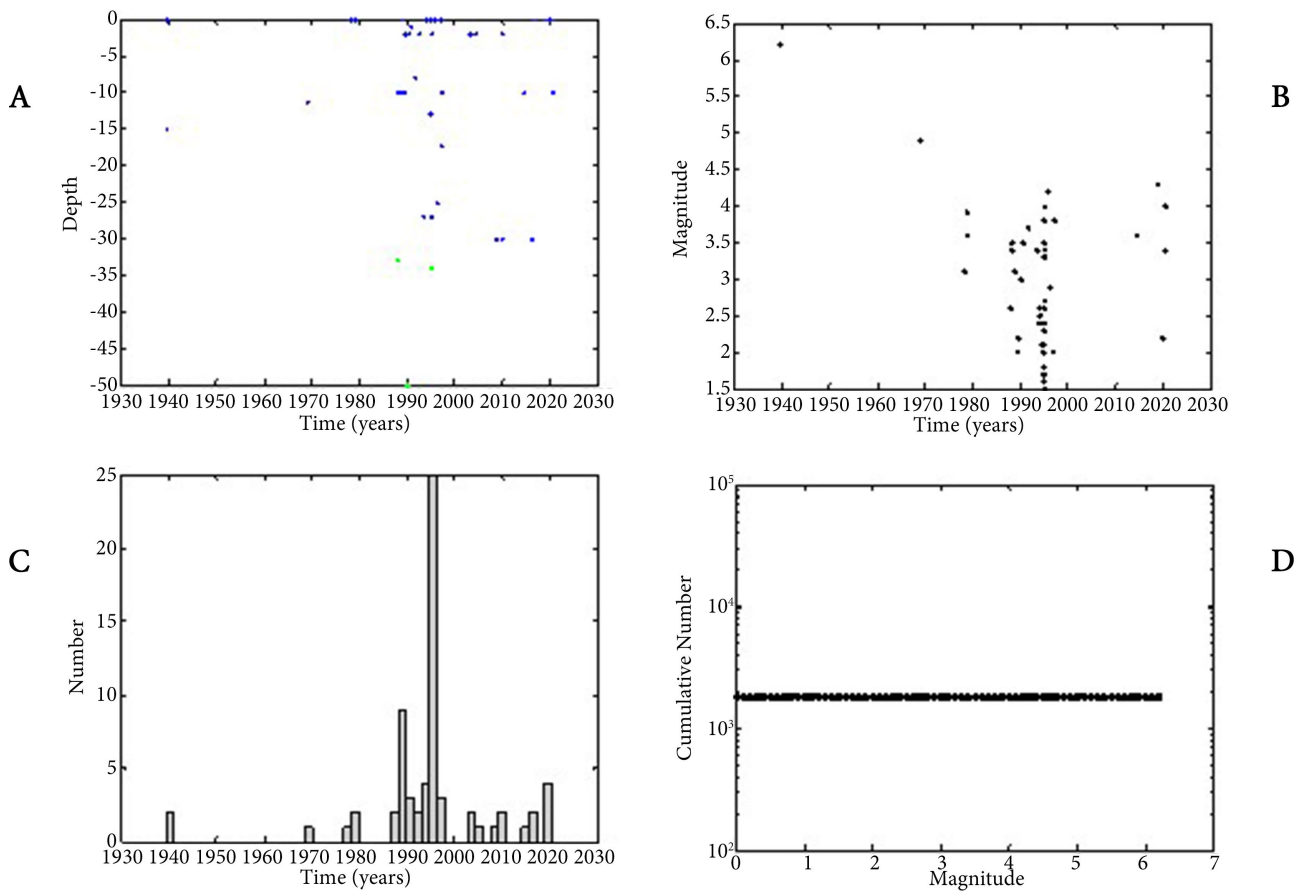 A
Depth
0
-5
-10
-15
-20
-25
-30
-35
-40
-45
-50
1930 1940 1950 1960 1970 1980 1990 2000 2010 2020 2030
Time (years)
B
Magnitude
6.5
6
5.5
5
4.5
4
3.5
3
2.5
2
1.5
1930 1940 1950 1960 1970 1980 1990 2000 2010 2020 2030
Time (years)
C
Number
25
20
15
10
5
0
1930 1940 1950 1960 1970 1980 1990 2000 2010 2020 2030
Time (years)
D
Cumulative Number
10⁵
10⁴
10³
10²
0 1 2 3 4 5 6 7
Magnitude